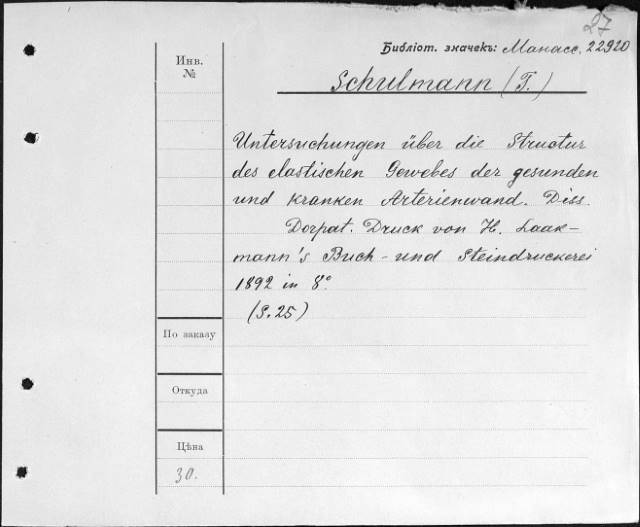 27
Библіот. значекъ: Манасс. 22920
Инв.
№
Schulmann (T.)
Untersuchungen über die Structur
des elastischen Gewebes der gesunden
und kranken Arterienwand. Diss.
Dorpat. Druck von H. Laak-
mann's Buch- und Steindruckerei
1892 in 8°
(S. 25)
По заказу
Откуда
Цѣна
30.